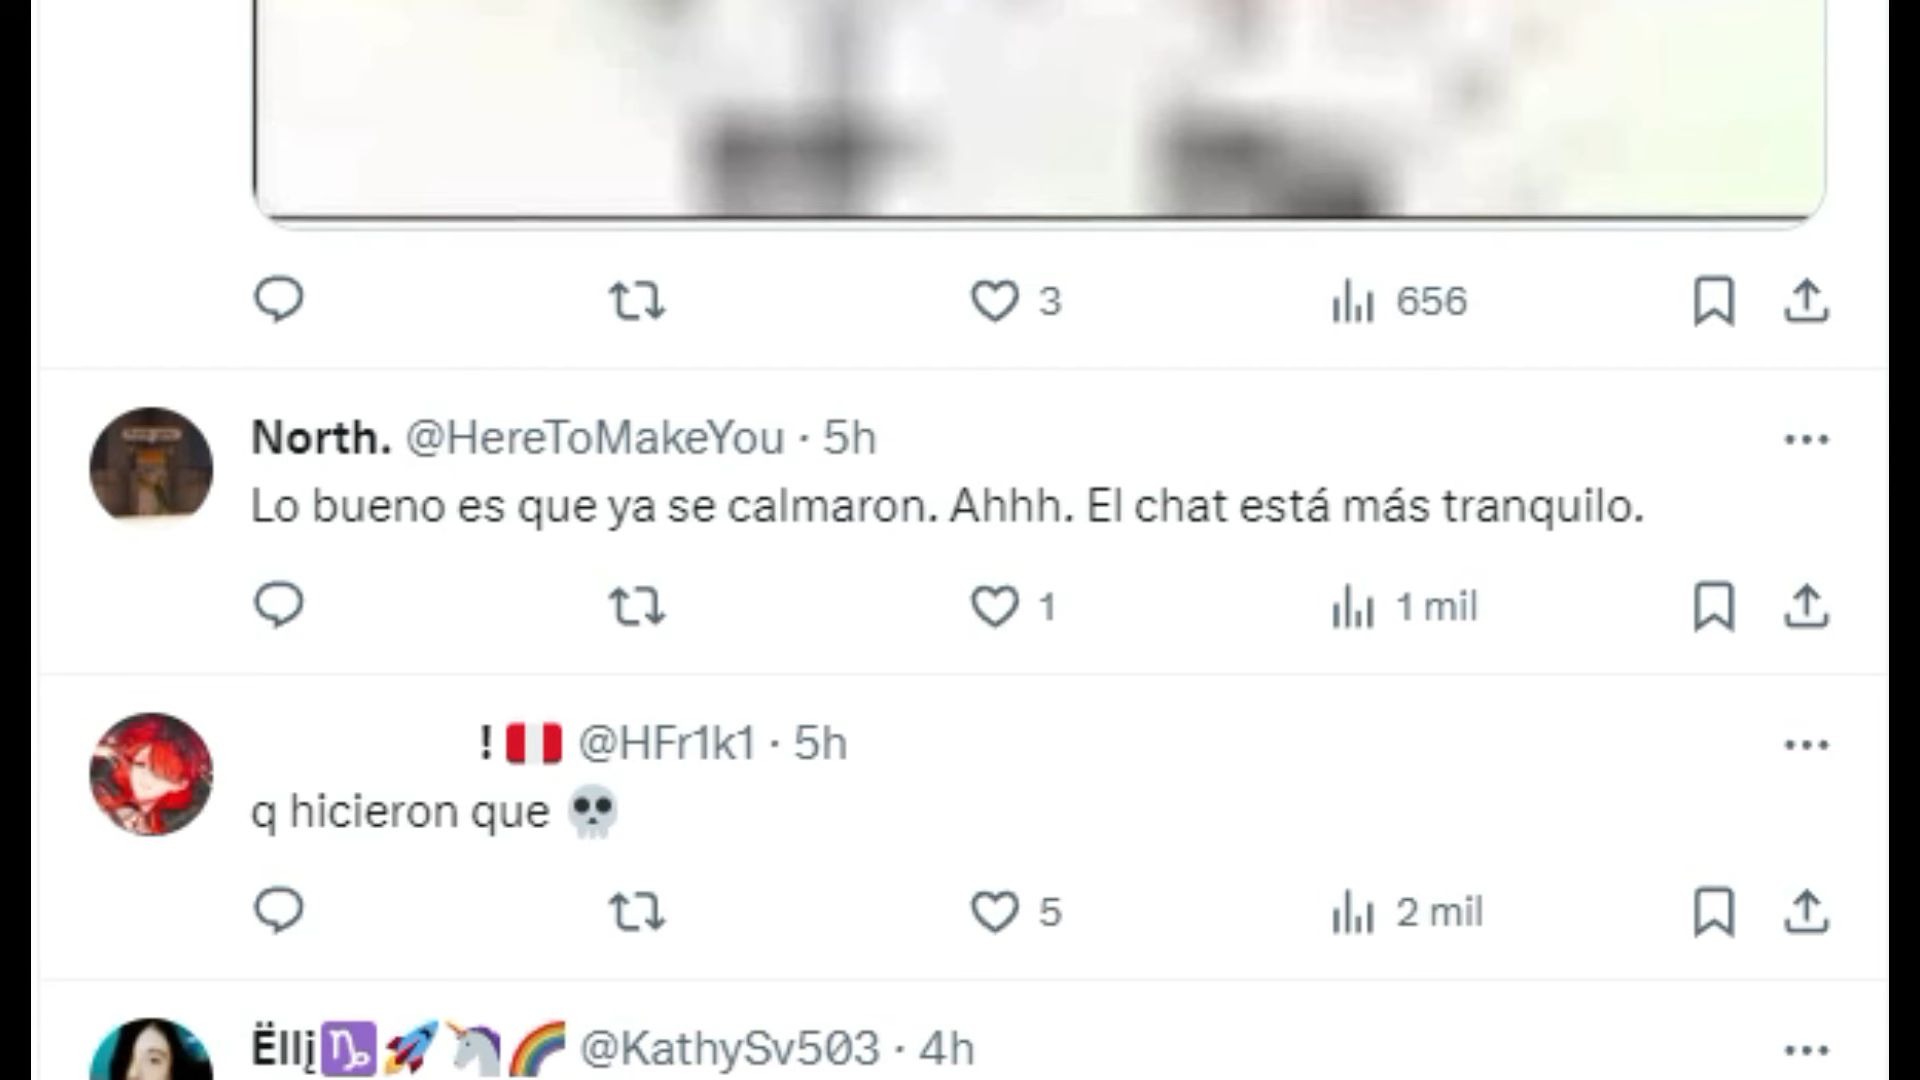 3 656
North. @HereToMakeYou · 5h
Lo bueno es que ya se calmaron. Ahhh. El chat está más tranquilo.
1 1 mil
! 🇵🇪 @HFr1k1 · 5h
q hicieron que 💀
5 2 mil
Ëllį♑🚀🦄🌈 @KathySv503 · 4h